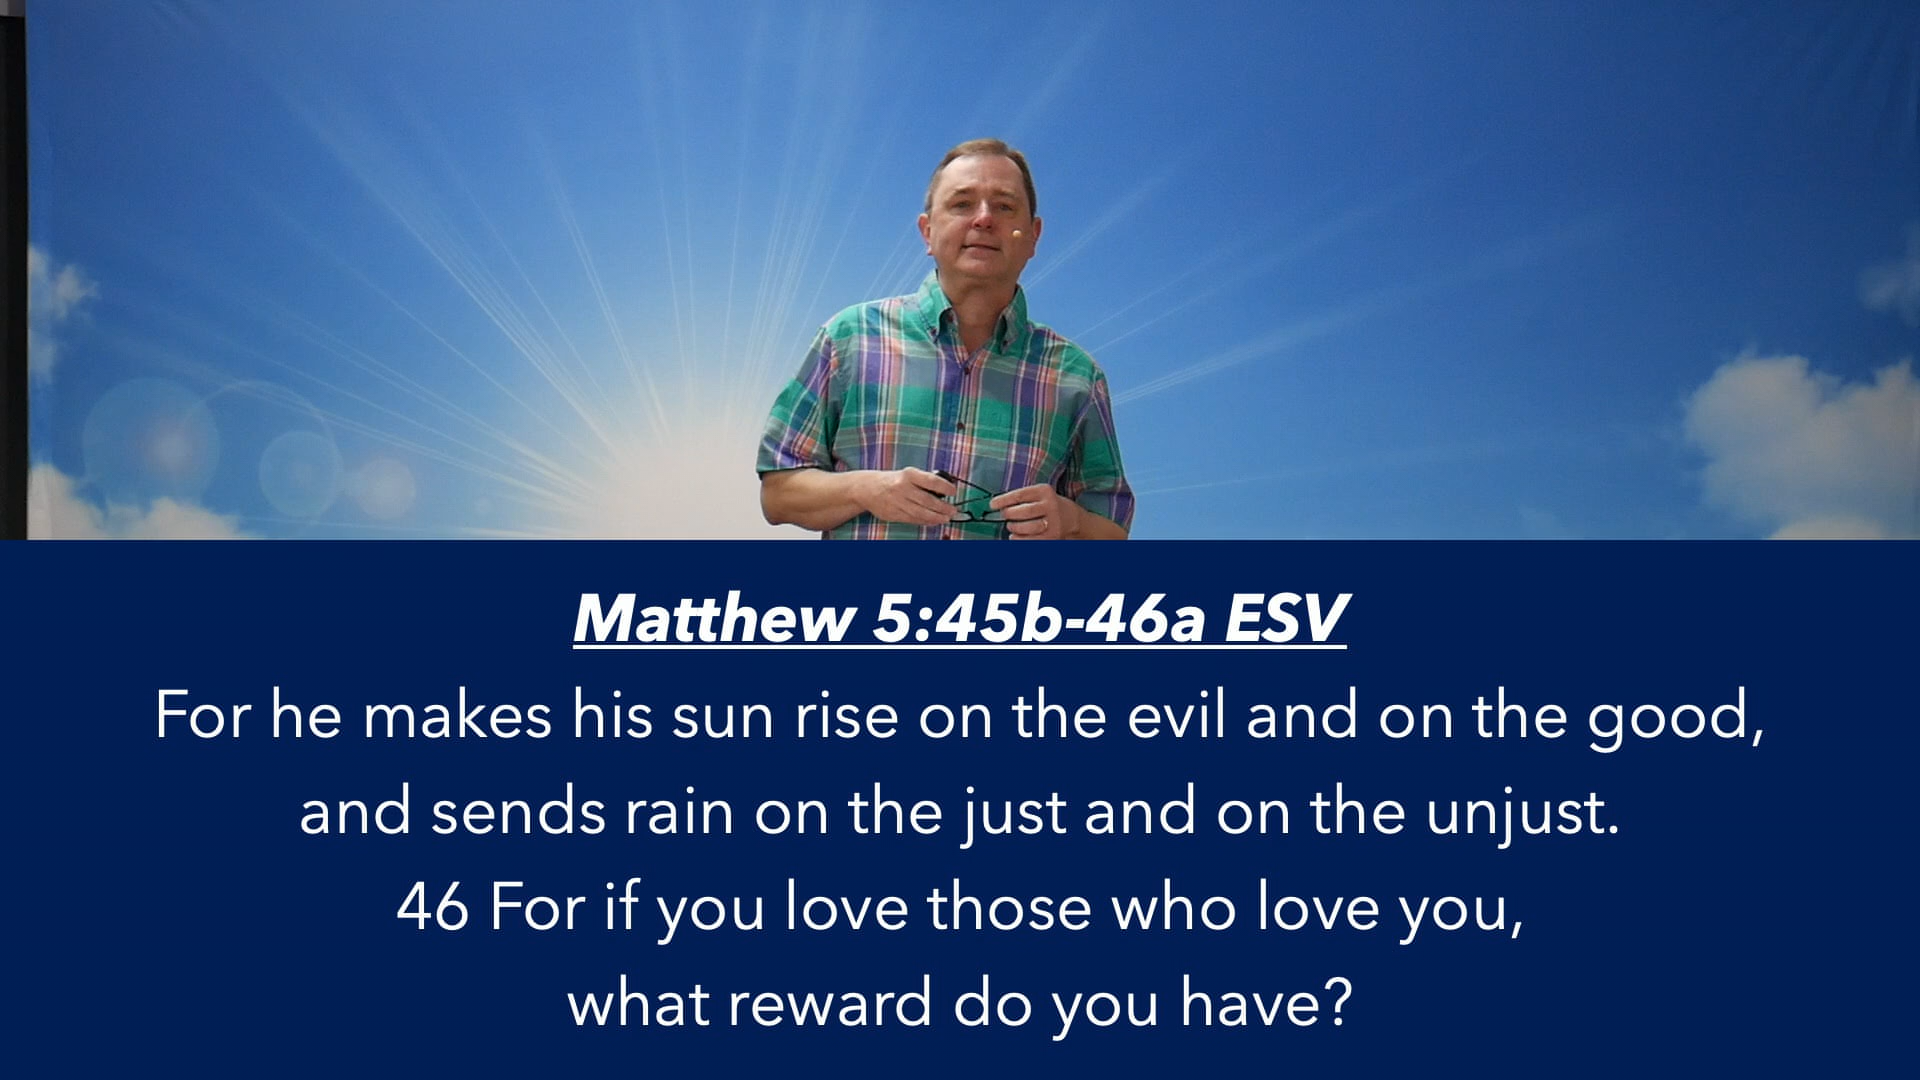 Matthew 5:45b-46a ESV
For he makes his sun rise on the evil and on the good,
and sends rain on the just and on the unjust.
46 For if you love those who love you,
what reward do you have?